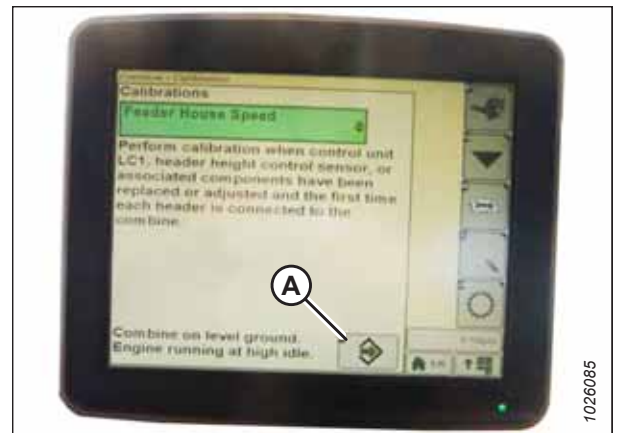 Combine / Calibration
Calibrations
Feeder House Speed
Perform calibration when control unit
LC1, header height control sensor, or
associated components have been
replaced or adjusted and the first time
each header is connected to the
combine.
A
Combine on level ground.
Engine running at high idle.
1026085